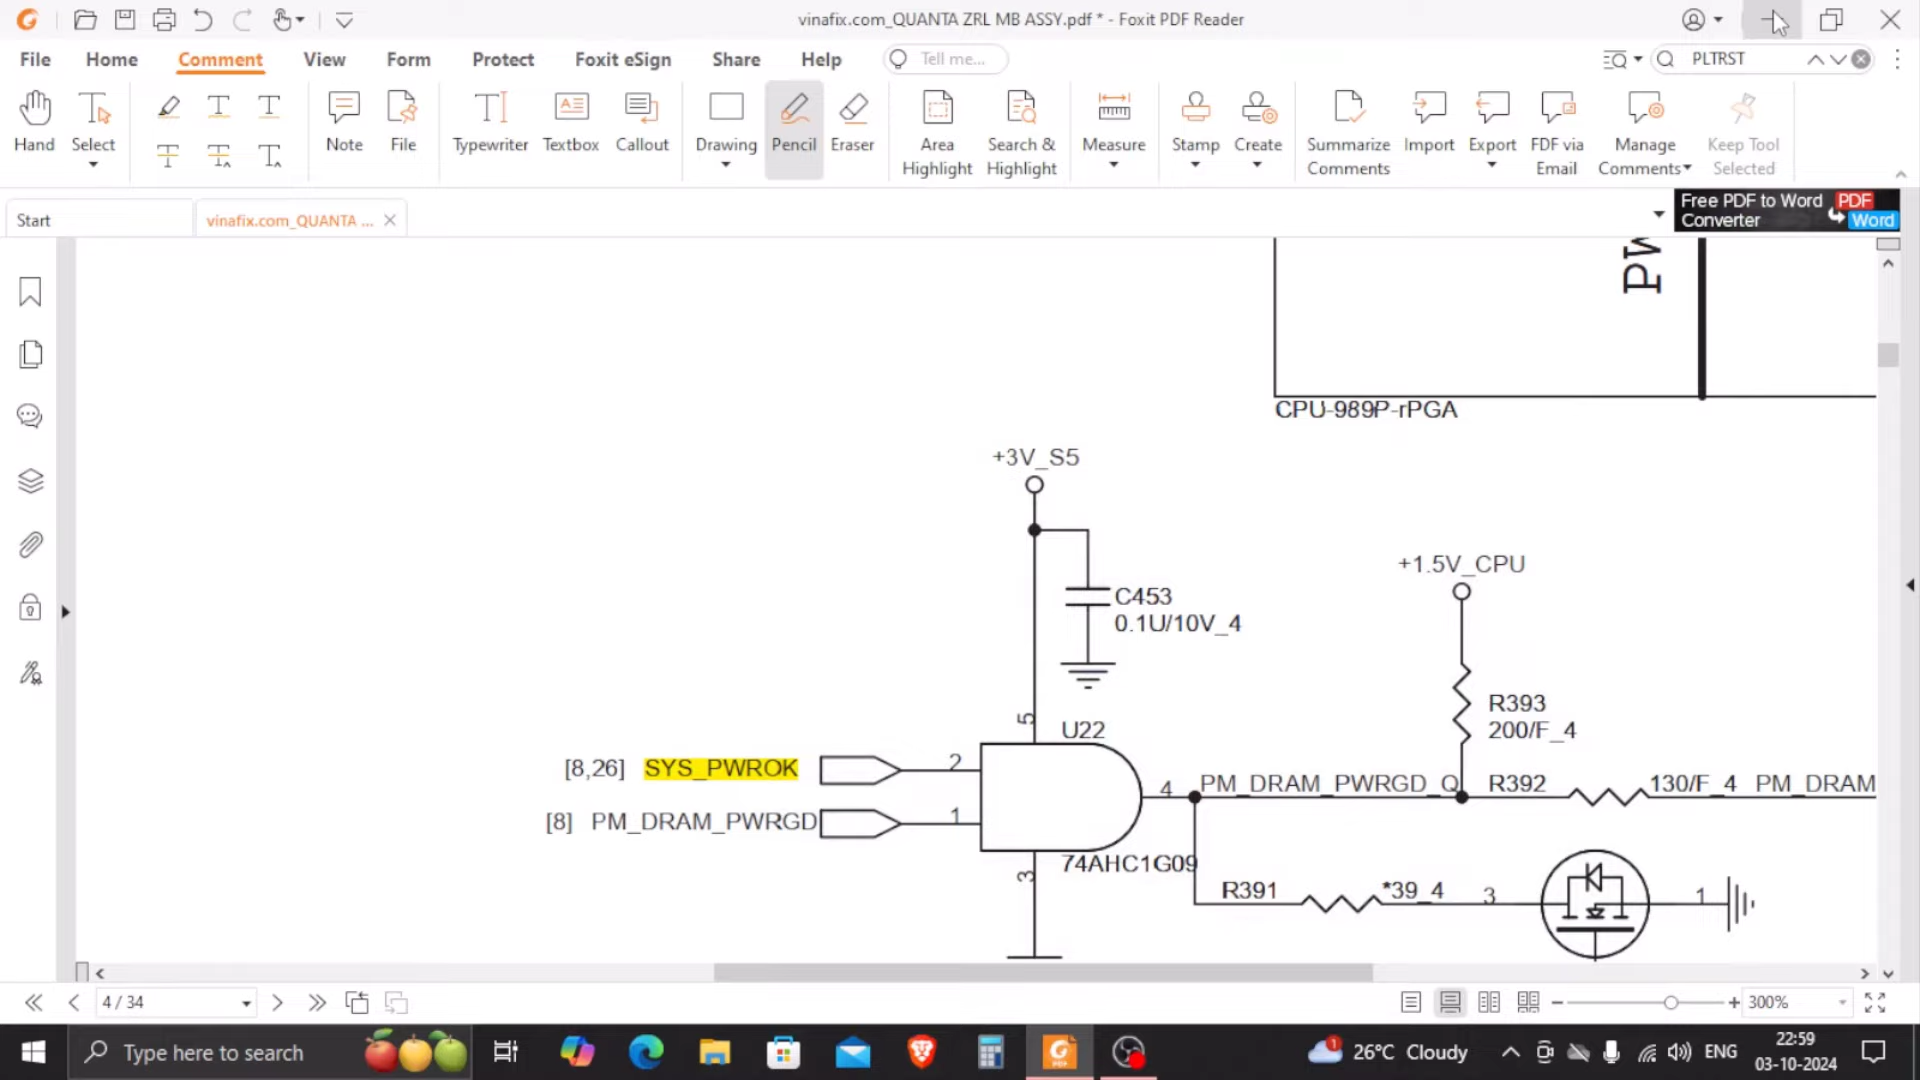 vinafix.com_QUANTA ZRL MB ASSY.pdf * - Foxit PDF Reader
File Home Comment View Form Protect Foxit eSign Share Help Tell me... PLTRST
Hand Select Note File Typewriter Textbox Callout Drawing Pencil Eraser Area Highlight Search & Highlight Measure Stamp Create Summarize Comments Import Export FDF via Email Manage Comments Keep Tool Selected
Start vinafix.com_QUANTA ...
Free PDF to Word Converter PDF Word
PW
CPU-989P-rPGA
+3V_S5
+1.5V_CPU
C453
0.1U/10V_4
R393
200/F_4
5
U22
[8,26] SYS_PWROK 2
4 PM_DRAM_PWRGD_Q R392 130/F_4 PM_DRAM
[8] PM_DRAM_PWRGD 1
3
74AHC1G09
R391 *39_4 3 1
4 / 34
300%
Type here to search
1
26°C Cloudy
ENG
22:59
03-10-2024